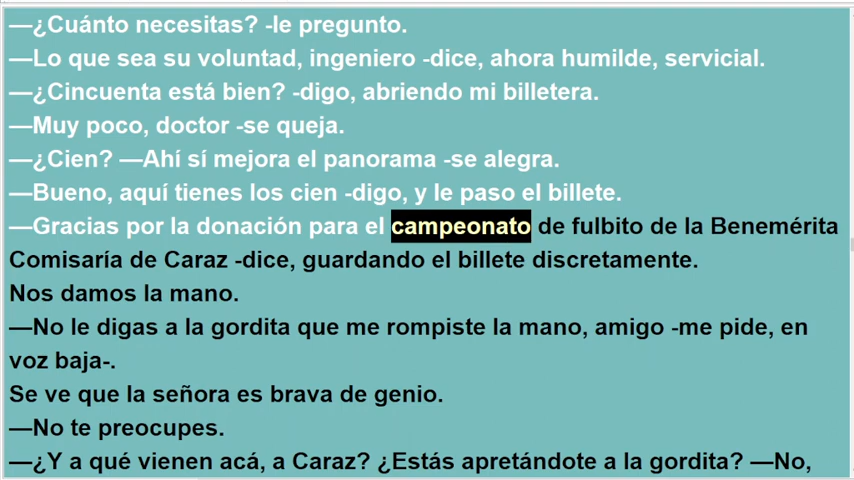 —¿Cuánto necesitas? -le pregunto.
—Lo que sea su voluntad, ingeniero -dice, ahora humilde, servicial.
—¿Cincuenta está bien? -digo, abriendo mi billetera.
—Muy poco, doctor -se queja.
—¿Cien? —Ahí sí mejora el panorama -se alegra.
—Bueno, aquí tienes los cien -digo, y le paso el billete.
—Gracias por la donación para el campeonato de fulbito de la Benemérita
Comisaría de Caraz -dice, guardando el billete discretamente.
Nos damos la mano.
—No le digas a la gordita que me rompiste la mano, amigo -me pide, en
voz baja-.
Se ve que la señora es brava de genio.
—No te preocupes.
—¿Y a qué vienen acá, a Caraz? ¿Estás apretándote a la gordita? —No,